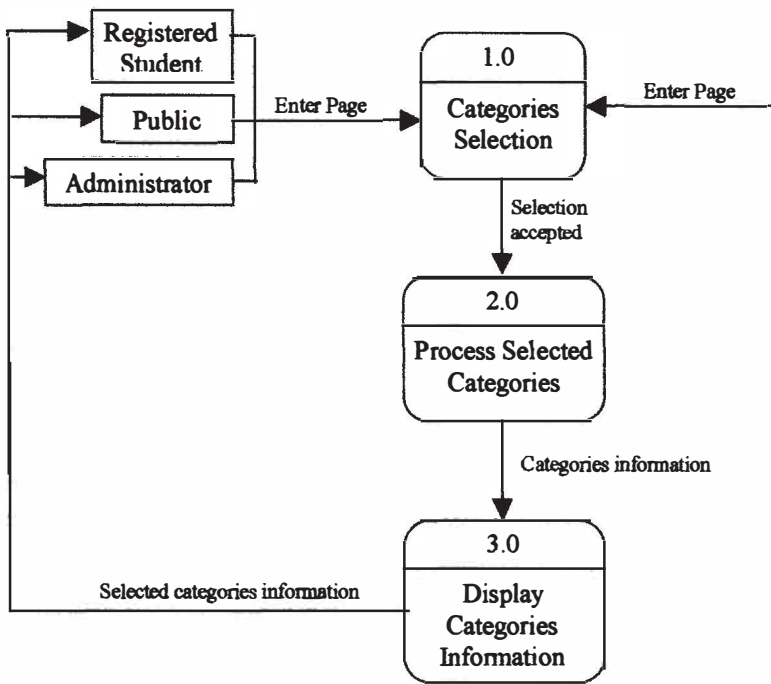 Registered
Student
Public
Administrator
Enter Page
1.0
Categories
Selection
Enter Page
Selection
accepted
2.0
Process Selected
Categories
Categories information
3.0
Display
Categories
Information
Selected categories information